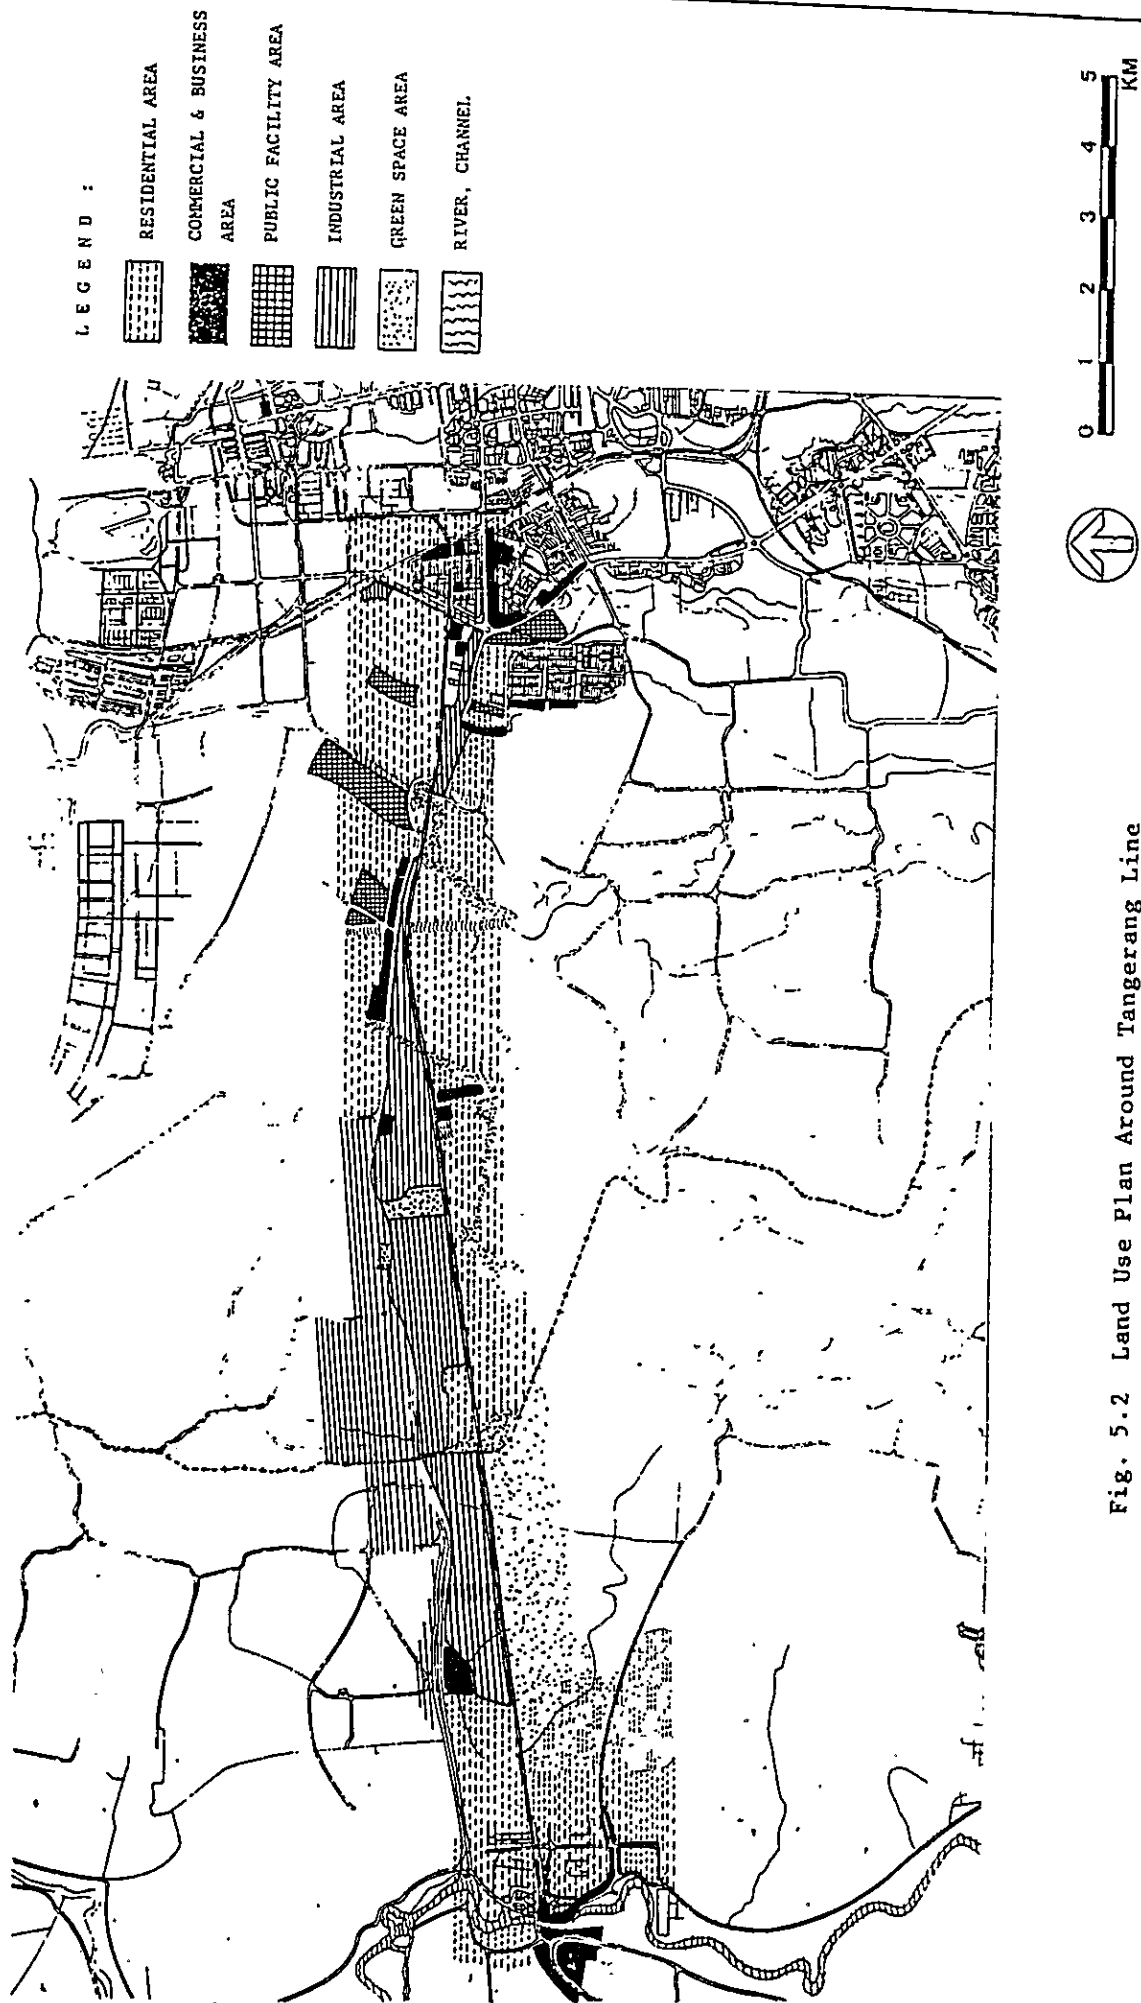 L E G E N D :
RESIDENTIAL AREA
COMMERCIAL & BUSINESS
AREA
PUBLIC FACILITY AREA
INDUSTRIAL AREA
GREEN SPACE AREA
RIVER, CHANNEL
0 1 2 3 4 5
KM
Fig. 5.2 Land Use Plan Around Tangerang Line